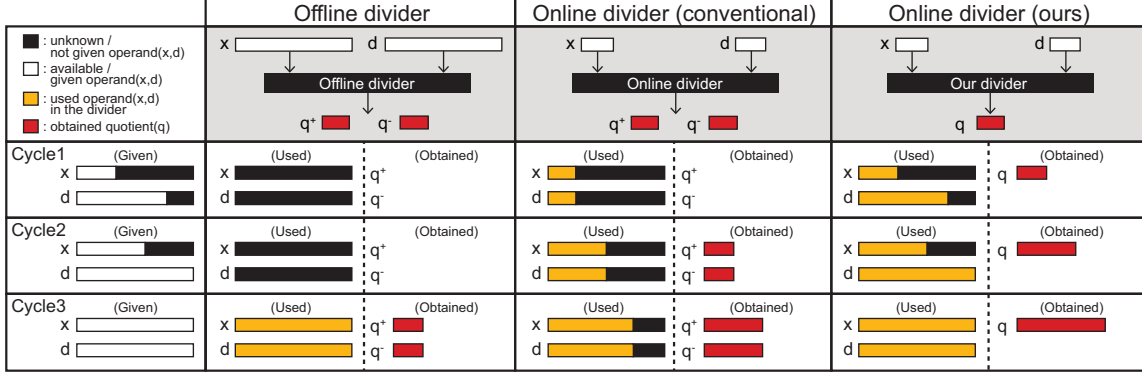 Offline divider
Online divider (conventional)
Online divider (ours)
: unknown /
not given operand(x,d)
: available /
given operand(x,d)
: used operand(x,d)
in the divider
: obtained quotient(q)
x d
Offline divider
q⁺ q⁻
x d
Online divider
q⁺ q⁻
x d
Our divider
q
Cycle1 (Given) (Used) (Obtained) (Used) (Obtained) (Used) (Obtained)
x x q⁺ x q⁺ x q
d d q⁻ d q⁻ d
Cycle2 (Given) (Used) (Obtained) (Used) (Obtained) (Used) (Obtained)
x x q⁺ x q⁺ x q
d d q⁻ d q⁻ d
Cycle3 (Given) (Used) (Obtained) (Used) (Obtained) (Used) (Obtained)
x x q⁺ x q⁺ x q
d d q⁻ d q⁻ d